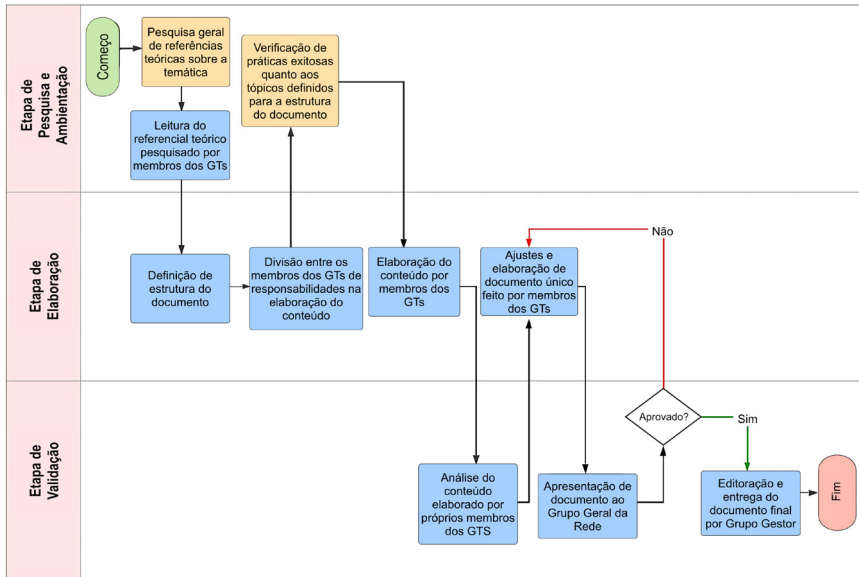 Etapa de
Pesquisa e
Ambientação
Começo
Pesquisa geral
de referências
teóricas sobre a
temática
Leitura do
referencial teórico
pesquisado por
membros dos GTs
Verificação de
práticas exitosas
quanto aos
tópicos definidos
para a estrutura
do documento
Etapa de
Elaboração
Definição de
estrutura do
documento
Divisão entre os
membros dos GTs de
responsabilidades na
elaboração do
conteúdo
Elaboração do
conteúdo por
membros dos
GTs
Ajustes e
elaboração de
documento único
feito por membros
dos GTs
Não
Etapa de
Validação
Análise do
conteúdo
elaborado por
próprios membros
dos GTS
Apresentação de
documento ao
Grupo Geral da
Rede
Aprovado?
Sim
Editoração e
entrega do
documento final
por Grupo Gestor
Fim